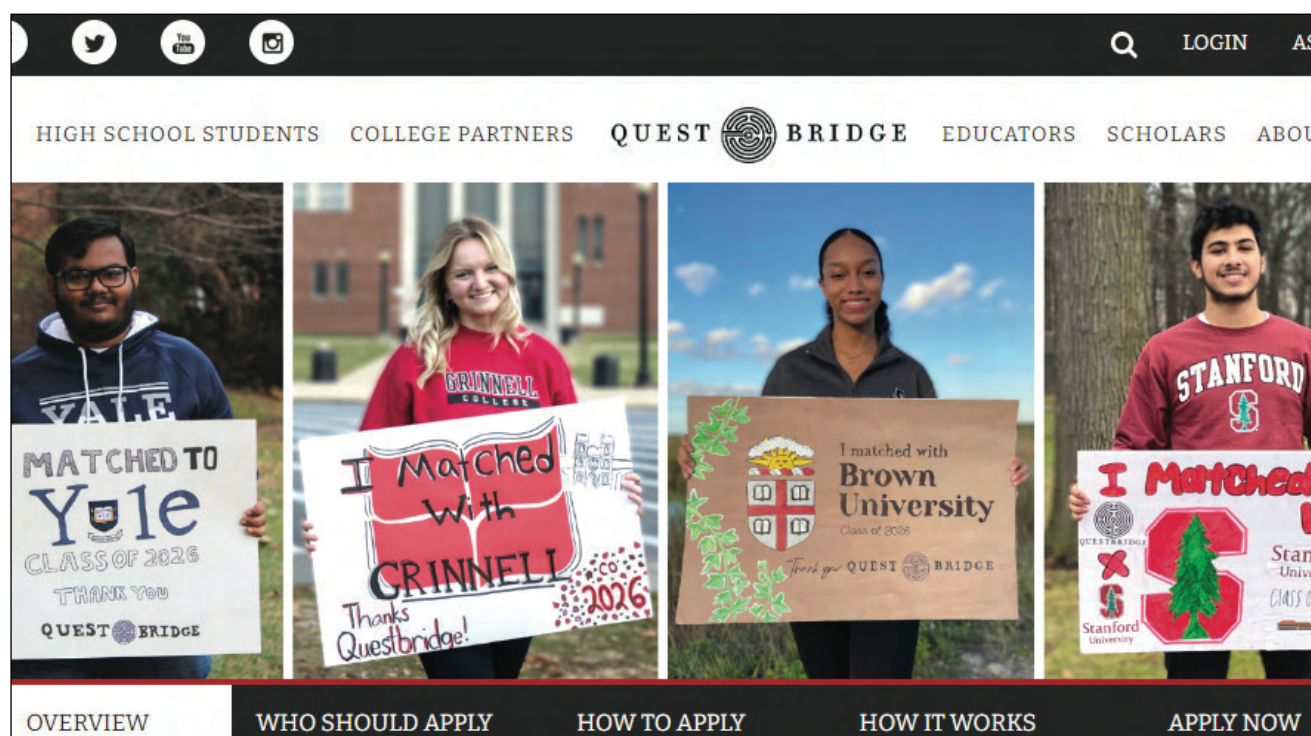 You Tube
LOGIN
HIGH SCHOOL STUDENTS
COLLEGE PARTNERS
QUEST BRIDGE
EDUCATORS
SCHOLARS
YALE
MATCHED TO
Yale
CLASS OF 2026
THANK YOU
QUEST BRIDGE
GRINNELL
COLLEGE
I Matched
With
GRINNELL
CO
2026
Thanks
Questbridge!
I matched with
Brown
University
Class of 2026
Thank you QUEST BRIDGE
STANFORD
I Matched
QUESTBRIDGE
Stanford
University
OVERVIEW
WHO SHOULD APPLY
HOW TO APPLY
HOW IT WORKS
APPLY NOW